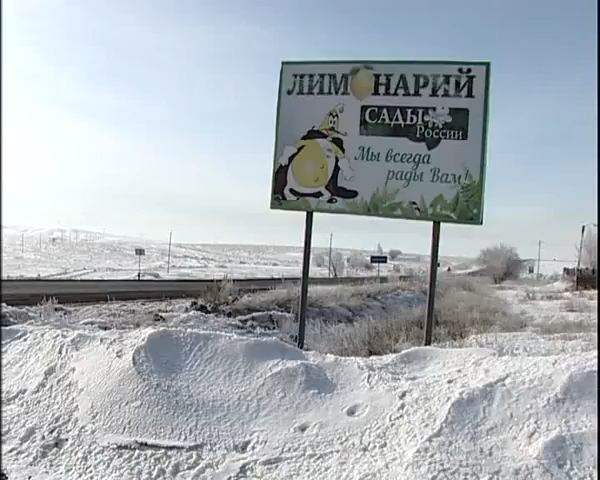 ЛИМОНАРИЙ
САДЫ
России
Мы всегда
рады Вам!